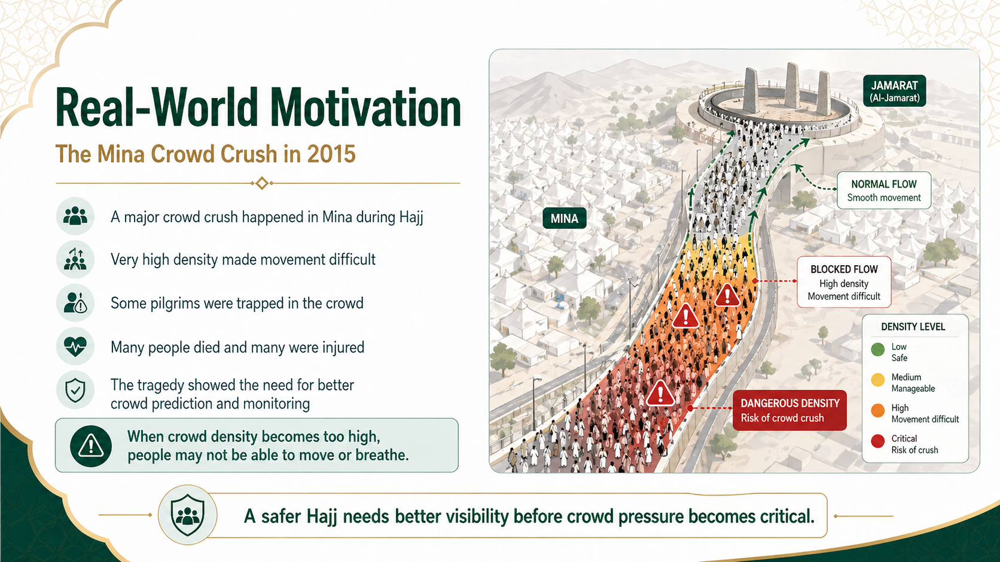 Real-World Motivation
The Mina Crowd Crush in 2015
A major crowd crush happened in Mina during Hajj
Very high density made movement difficult
Some pilgrims were trapped in the crowd
Many people died and many were injured
The tragedy showed the need for better
crowd prediction and monitoring
When crowd density becomes too high,
people may not be able to move or breathe.
JAMARAT
(Al-Jamarat)
NORMAL FLOW
Smooth movement
MINA
BLOCKED FLOW
High density
Movement difficult
DANGEROUS DENSITY
Risk of crowd crush
DENSITY LEVEL
Low
Safe
Medium
Manageable
High
Movement difficult
Critical
Risk of crush
A safer Hajj needs better visibility before crowd pressure becomes critical.